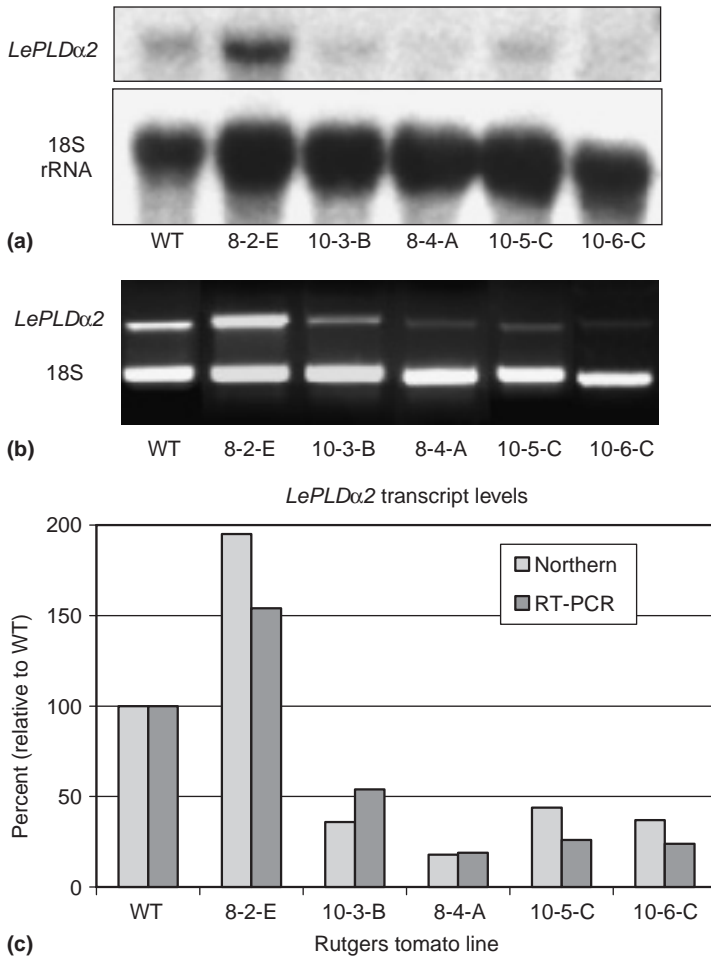 LePLDα2
18S
rRNA
(a) WT 8-2-E 10-3-B 8-4-A 10-5-C 10-6-C
LePLDα2
18S
(b) WT 8-2-E 10-3-B 8-4-A 10-5-C 10-6-C
LePLDα2 transcript levels
200
Northern
RT-PCR
150
100
50
0
Percent (relative to WT)
WT 8-2-E 10-3-B 8-4-A 10-5-C 10-6-C
(c) Rutgers tomato line